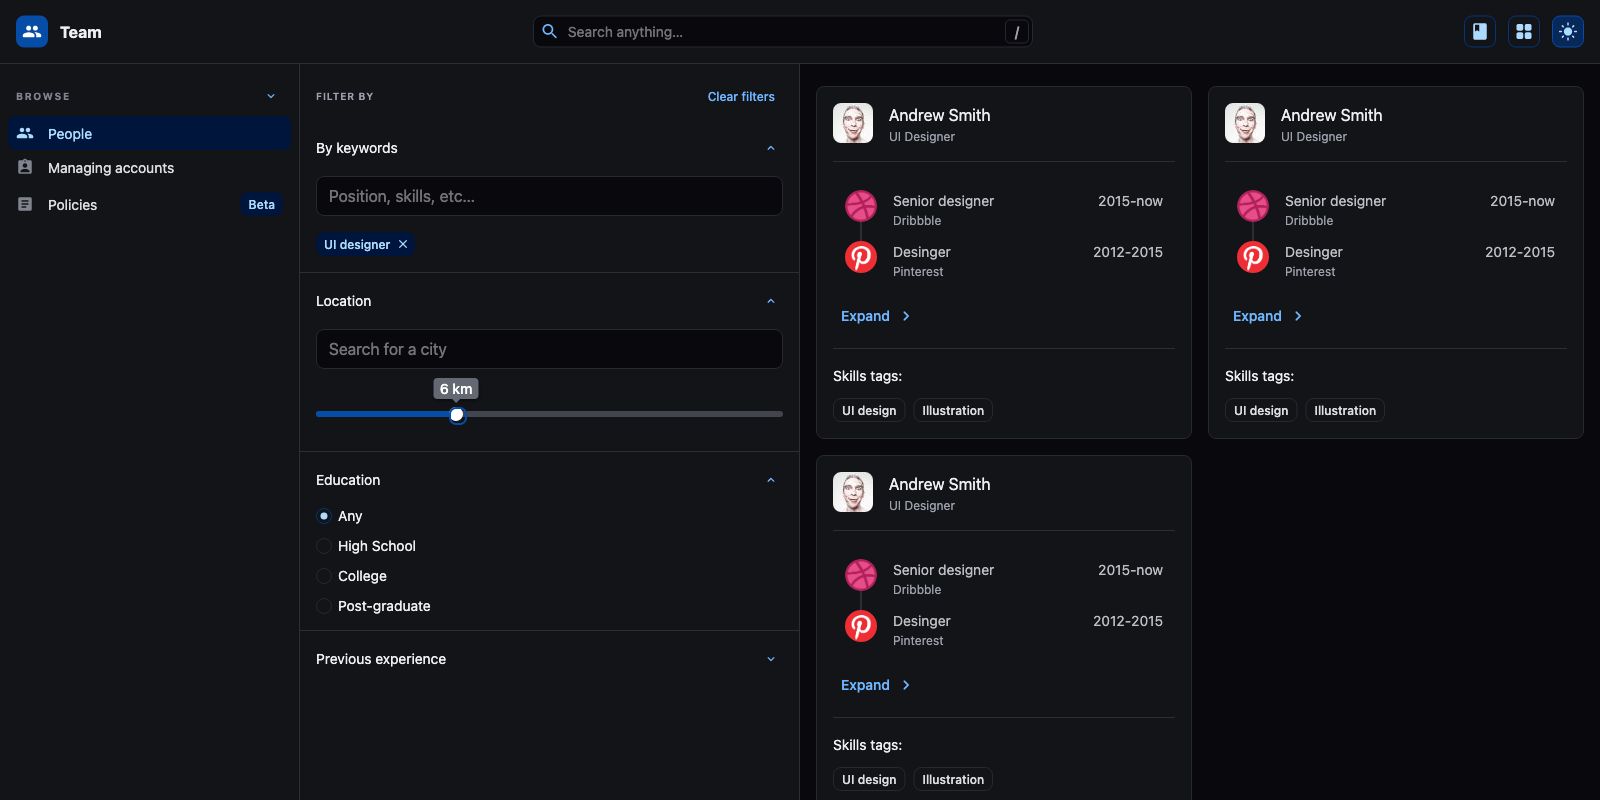 Team
Search anything…
/
BROWSE
People
Managing accounts
Policies
Beta
FILTER BY
Clear filters
By keywords
Position, skills, etc…
UI designer
Location
Search for a city
6 km
Education
Any
High School
College
Post-graduate
Previous experience
Andrew Smith
UI Designer
Senior designer 2015-now
Dribbble
Desinger 2012-2015
Pinterest
Expand
Skills tags:
UI design Illustration
Andrew Smith
UI Designer
Senior designer 2015-now
Dribbble
Desinger 2012-2015
Pinterest
Expand
Skills tags:
UI design Illustration
Andrew Smith
UI Designer
Senior designer 2015-now
Dribbble
Desinger 2012-2015
Pinterest
Expand
Skills tags:
UI design Illustration